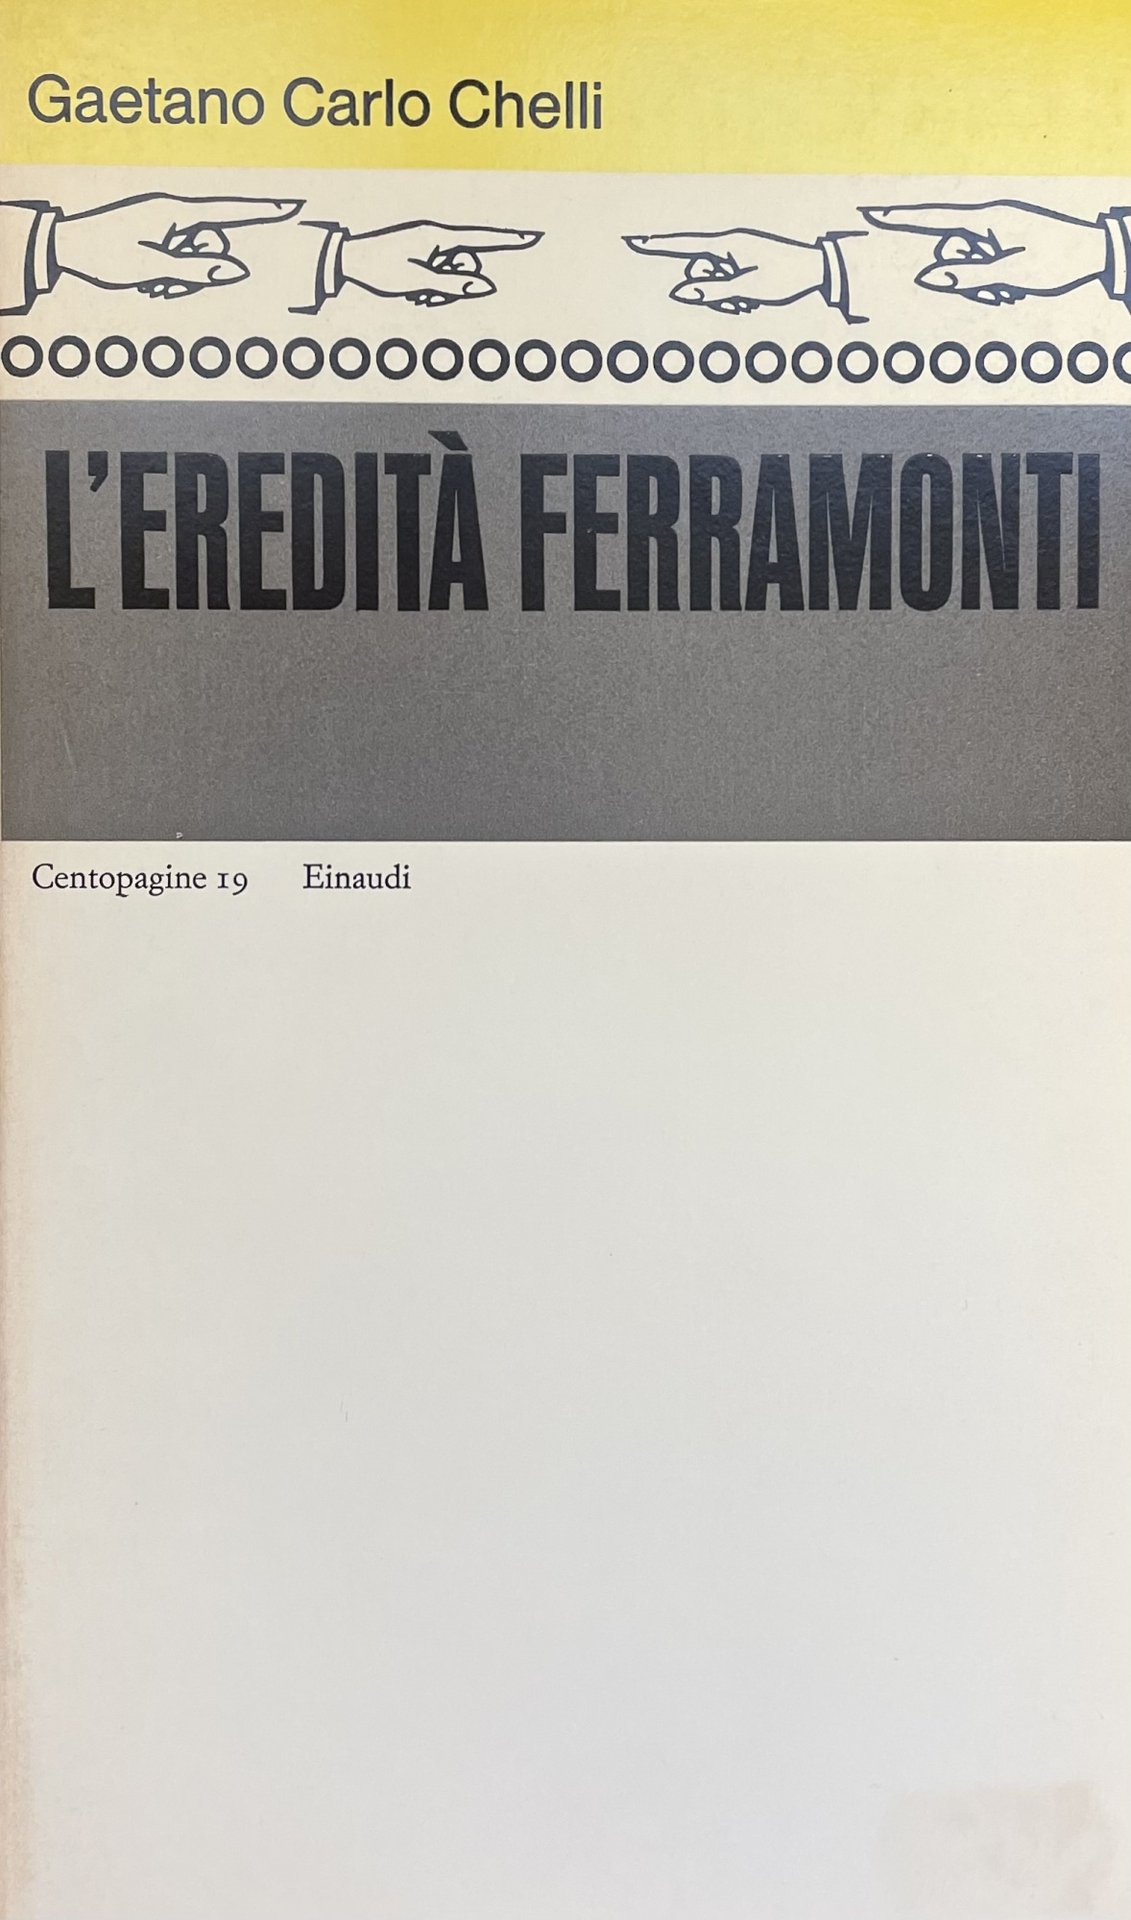 Gaetano Carlo Chelli
L'EREDITÀ FERRAMONTI
Centopagine 19 Einaudi